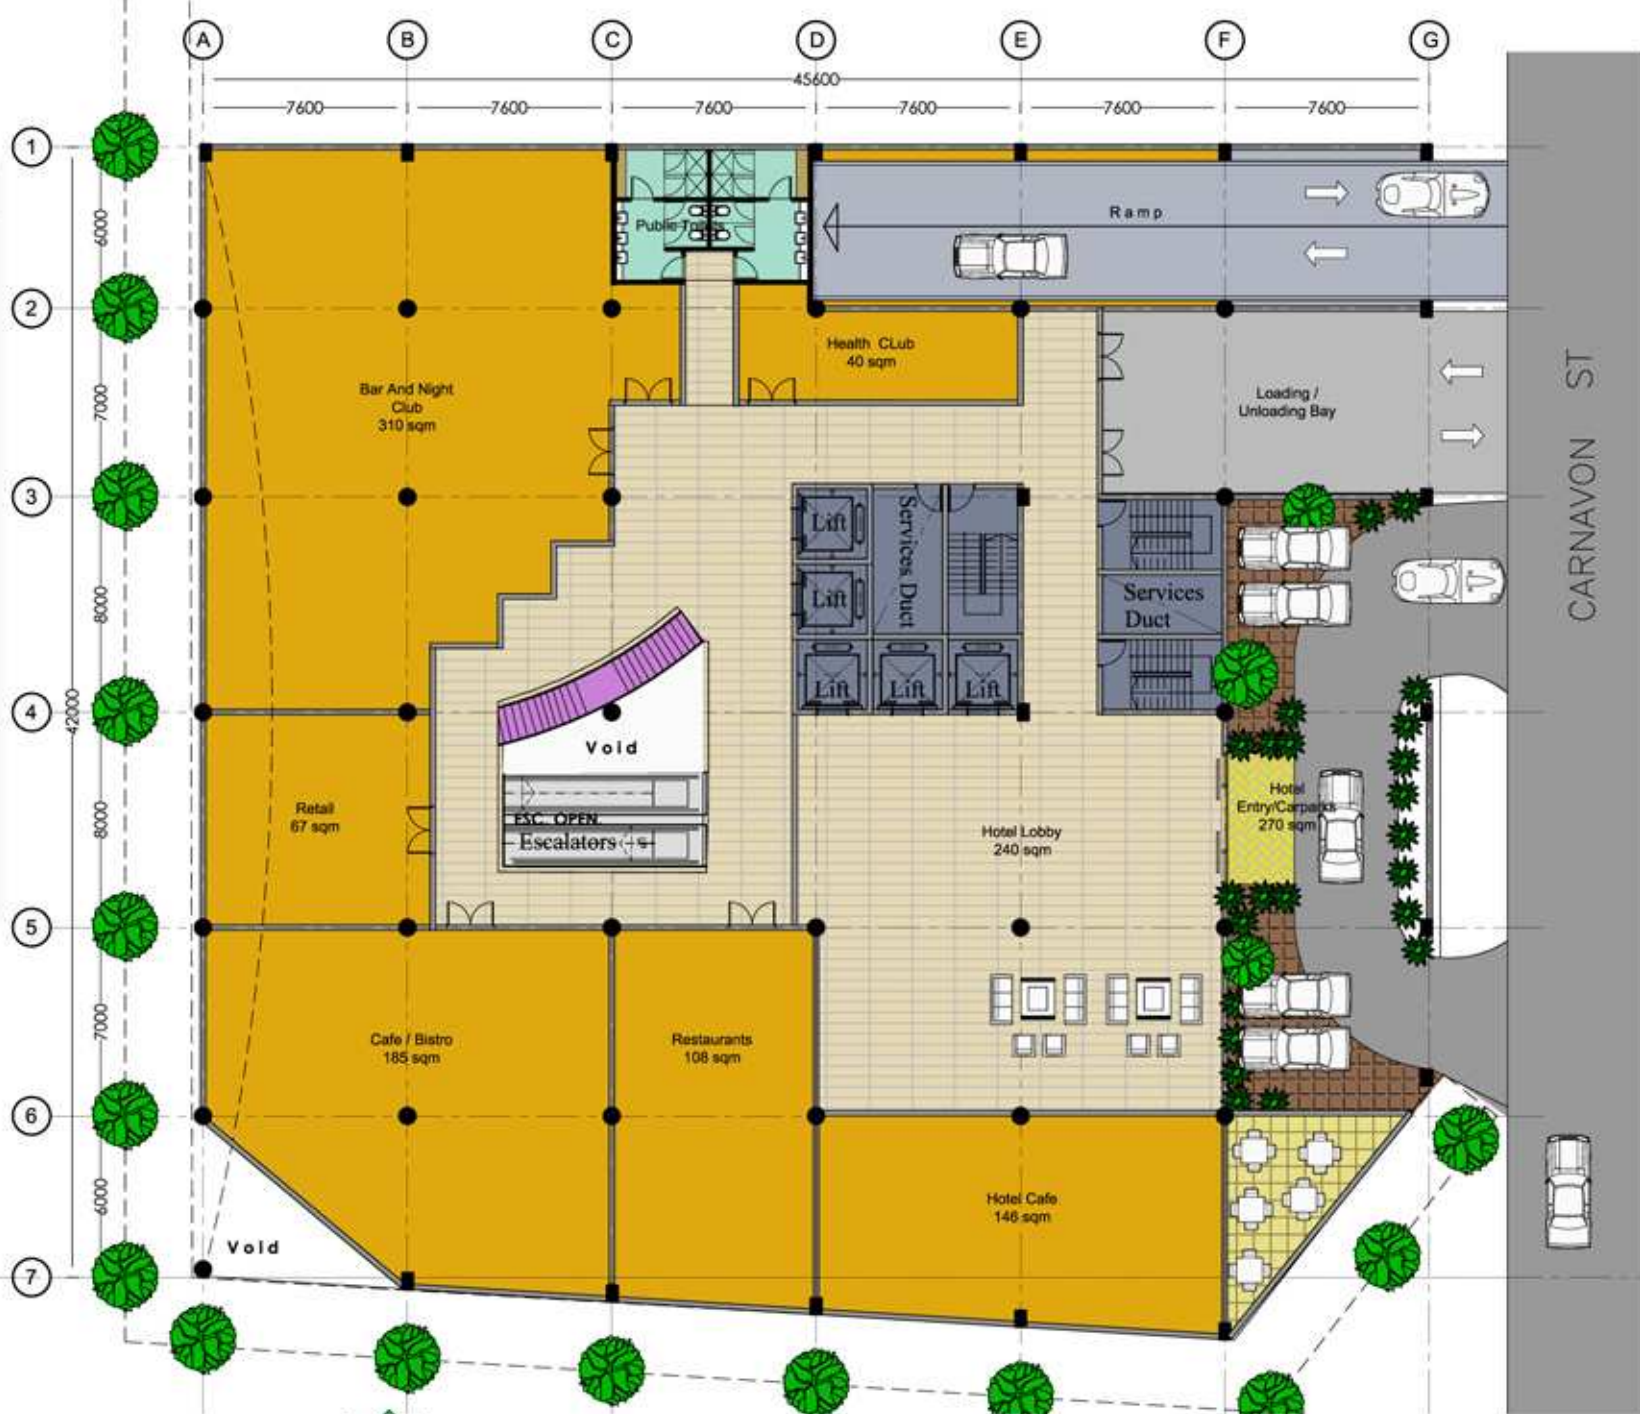 A B C D E F G
45600
7600 7600 7600 7600 7600 7600
1
2
3
4
5
6
7
6000
7000
8000
8000
7000
6000
42000
Public Toilets
Ramp
Bar And Night
Club
310 sqm
Health CLub
40 sqm
Loading /
Unloading Bay
CARNAVON ST
Lift
Lift
Services Duct
Services
Duct
Lift
Lift
Lift
Void
ESC. OPEN.
Escalators
Retail
67 sqm
Hotel Lobby
240 sqm
Hotel
Entry/Carparks
270 sqm
Cafe / Bistro
185 sqm
Restaurants
108 sqm
Hotel Cafe
146 sqm
Void